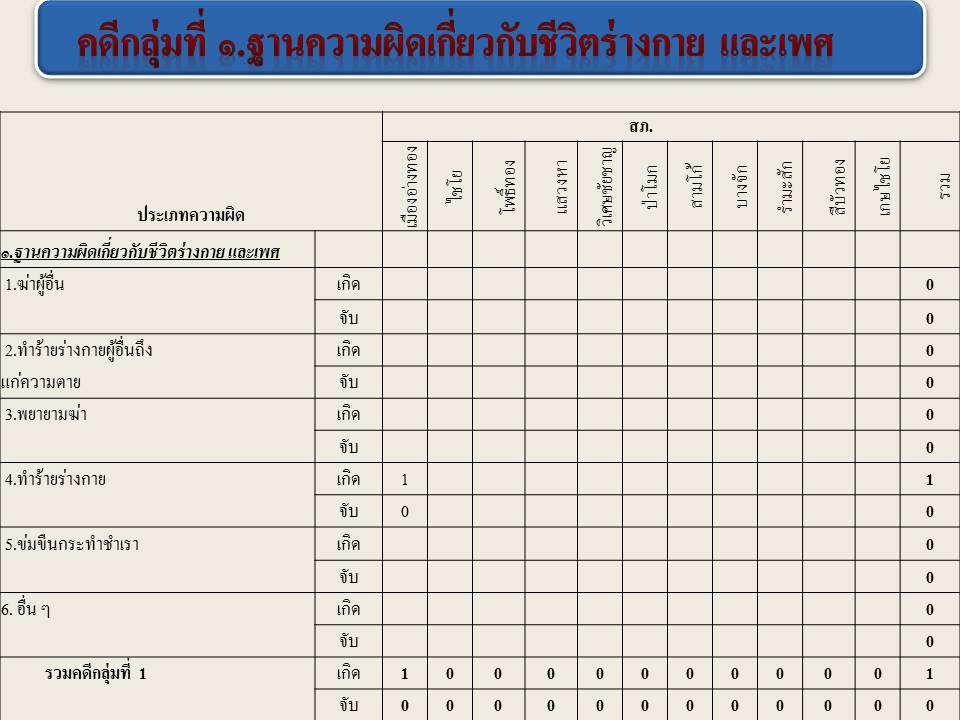 คดีกลุ่มที่ ๑.ฐานความผิดเกี่ยวกับชีวิตร่างกาย และเพศ
สภ.
ประเภทความผิด เมืองอ่างทอง ไชโย โพธิ์ทอง แสวงหา วิเศษชัยชาญ ป่าโมก สามโก้ บางจัก รำมะสัก สีบัวทอง เกษไชโย รวม
๑.ฐานความผิดเกี่ยวกับชีวิตร่างกาย และเพศ
1.ฆ่าผู้อื่น เกิด 0
จับ 0
2.ทำร้ายร่างกายผู้อื่นถึง เกิด 0
แก่ความตาย จับ 0
3.พยายามฆ่า เกิด 0
จับ 0
4.ทำร้ายร่างกาย เกิด 1 1
จับ 0 0
5.ข่มขืนกระทำชำเรา เกิด 0
จับ 0
6. อื่น ๆ เกิด 0
จับ 0
รวมคดีกลุ่มที่ 1 เกิด 1 0 0 0 0 0 0 0 0 0 0 1
จับ 0 0 0 0 0 0 0 0 0 0 0 0